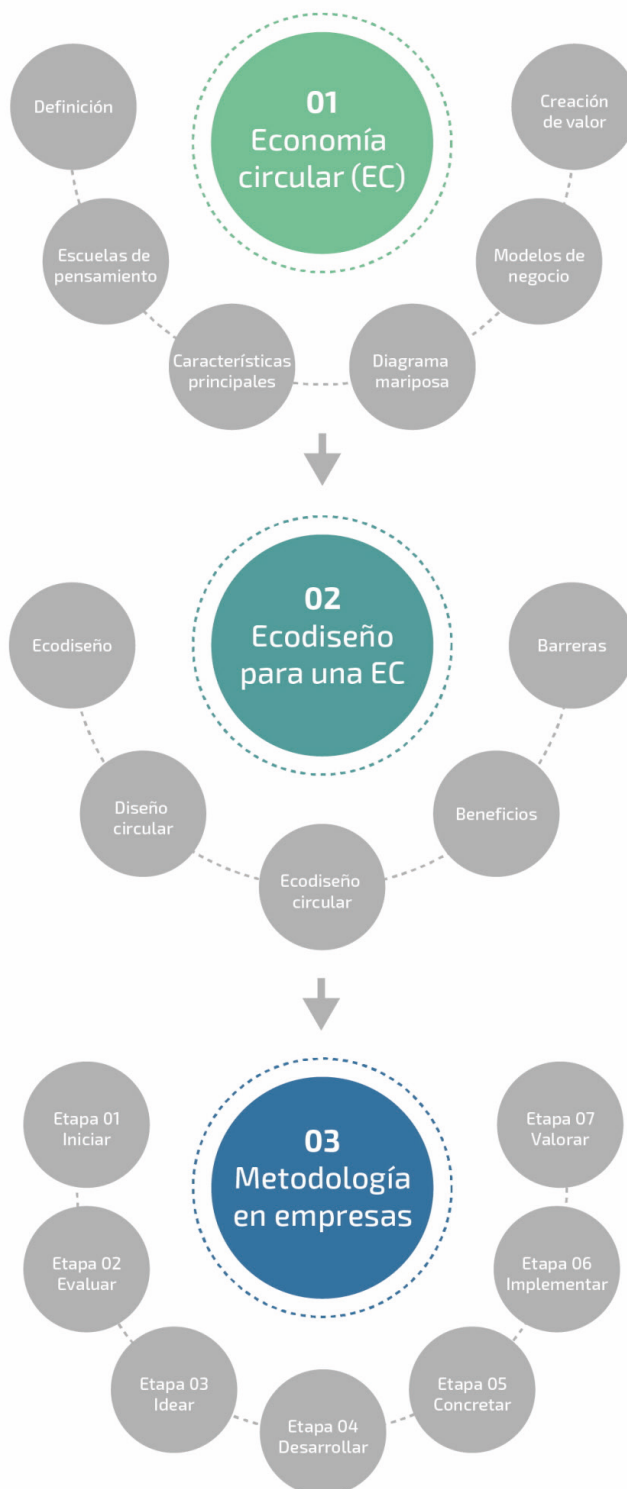 01
Economía
circular (EC)
Definición
Escuelas de
pensamiento
Característícas
principales
Diagrama
mariposa
Modelos de
negocio
Creación
de valor
02
Ecodiseño
para una EC
Ecodiseño
Diseño
circular
Ecodiseño
circular
Beneficios
Barreras
03
Metodología
en empresas
Etapa 01
Iniciar
Etapa 02
Evaluar
Etapa 03
Idear
Etapa 04
Desarrollar
Etapa 05
Concretar
Etapa 06
Implementar
Etapa 07
Valorar